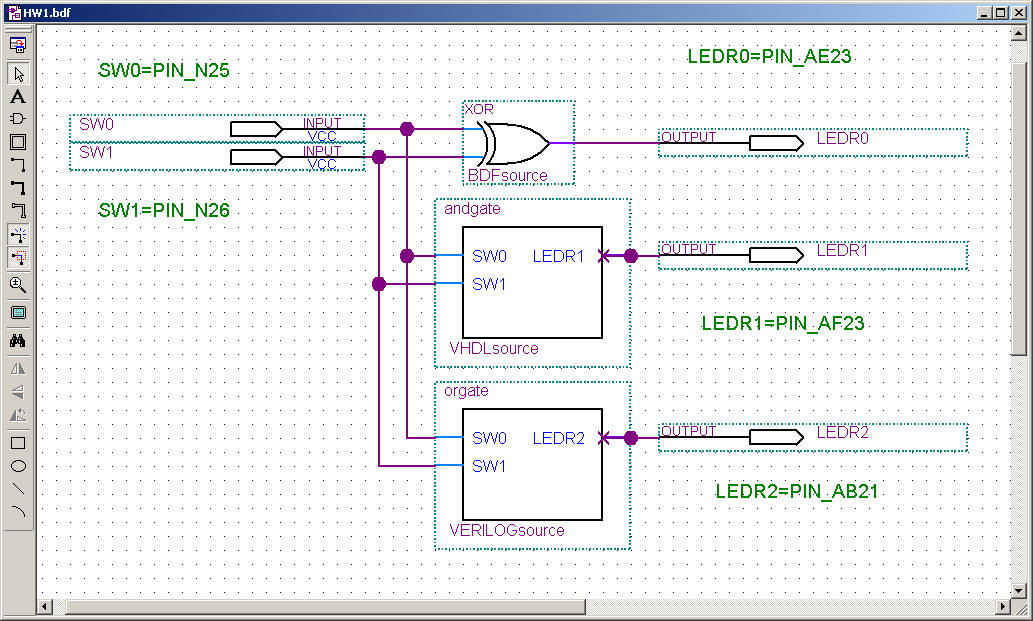 HW1.bdf
SW0=PIN_N25
LEDR0=PIN_AE23
SW0
INPUT
VCC
SW1
INPUT
VCC
XOR
BDFsource
OUTPUT
LEDR0
SW1=PIN_N26
andgate
SW0
LEDR1
SW1
VHDLsource
OUTPUT
LEDR1
LEDR1=PIN_AF23
orgate
SW0
LEDR2
SW1
VERILOGsource
OUTPUT
LEDR2
LEDR2=PIN_AB21
A